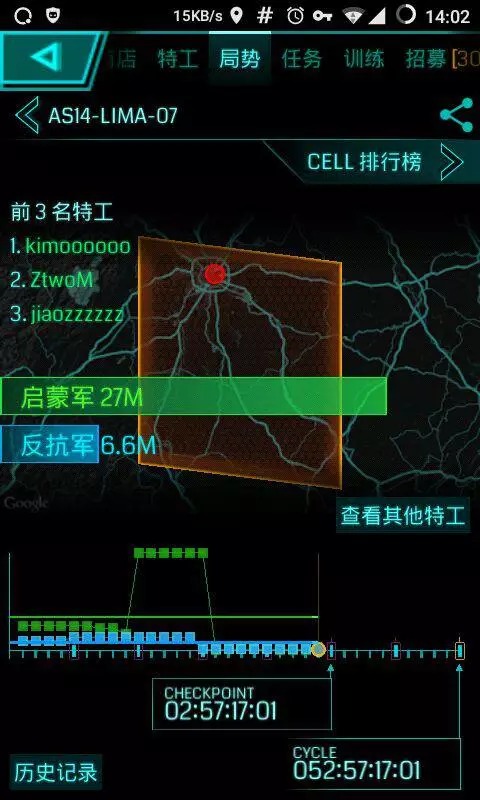 15KB/s 14:02
店 特工 局势 任务 训练 招募 [30
AS14-LIMA-07
CELL 排行榜
前 3 名特工
1. kimoooooo
2. ZtwoM
3. jiaozzzzzz
启蒙军 27M
反抗军 6.6M
Google
查看其他特工
CHECKPOINT
02:57:17:01
CYCLE
052:57:17:01
历史记录